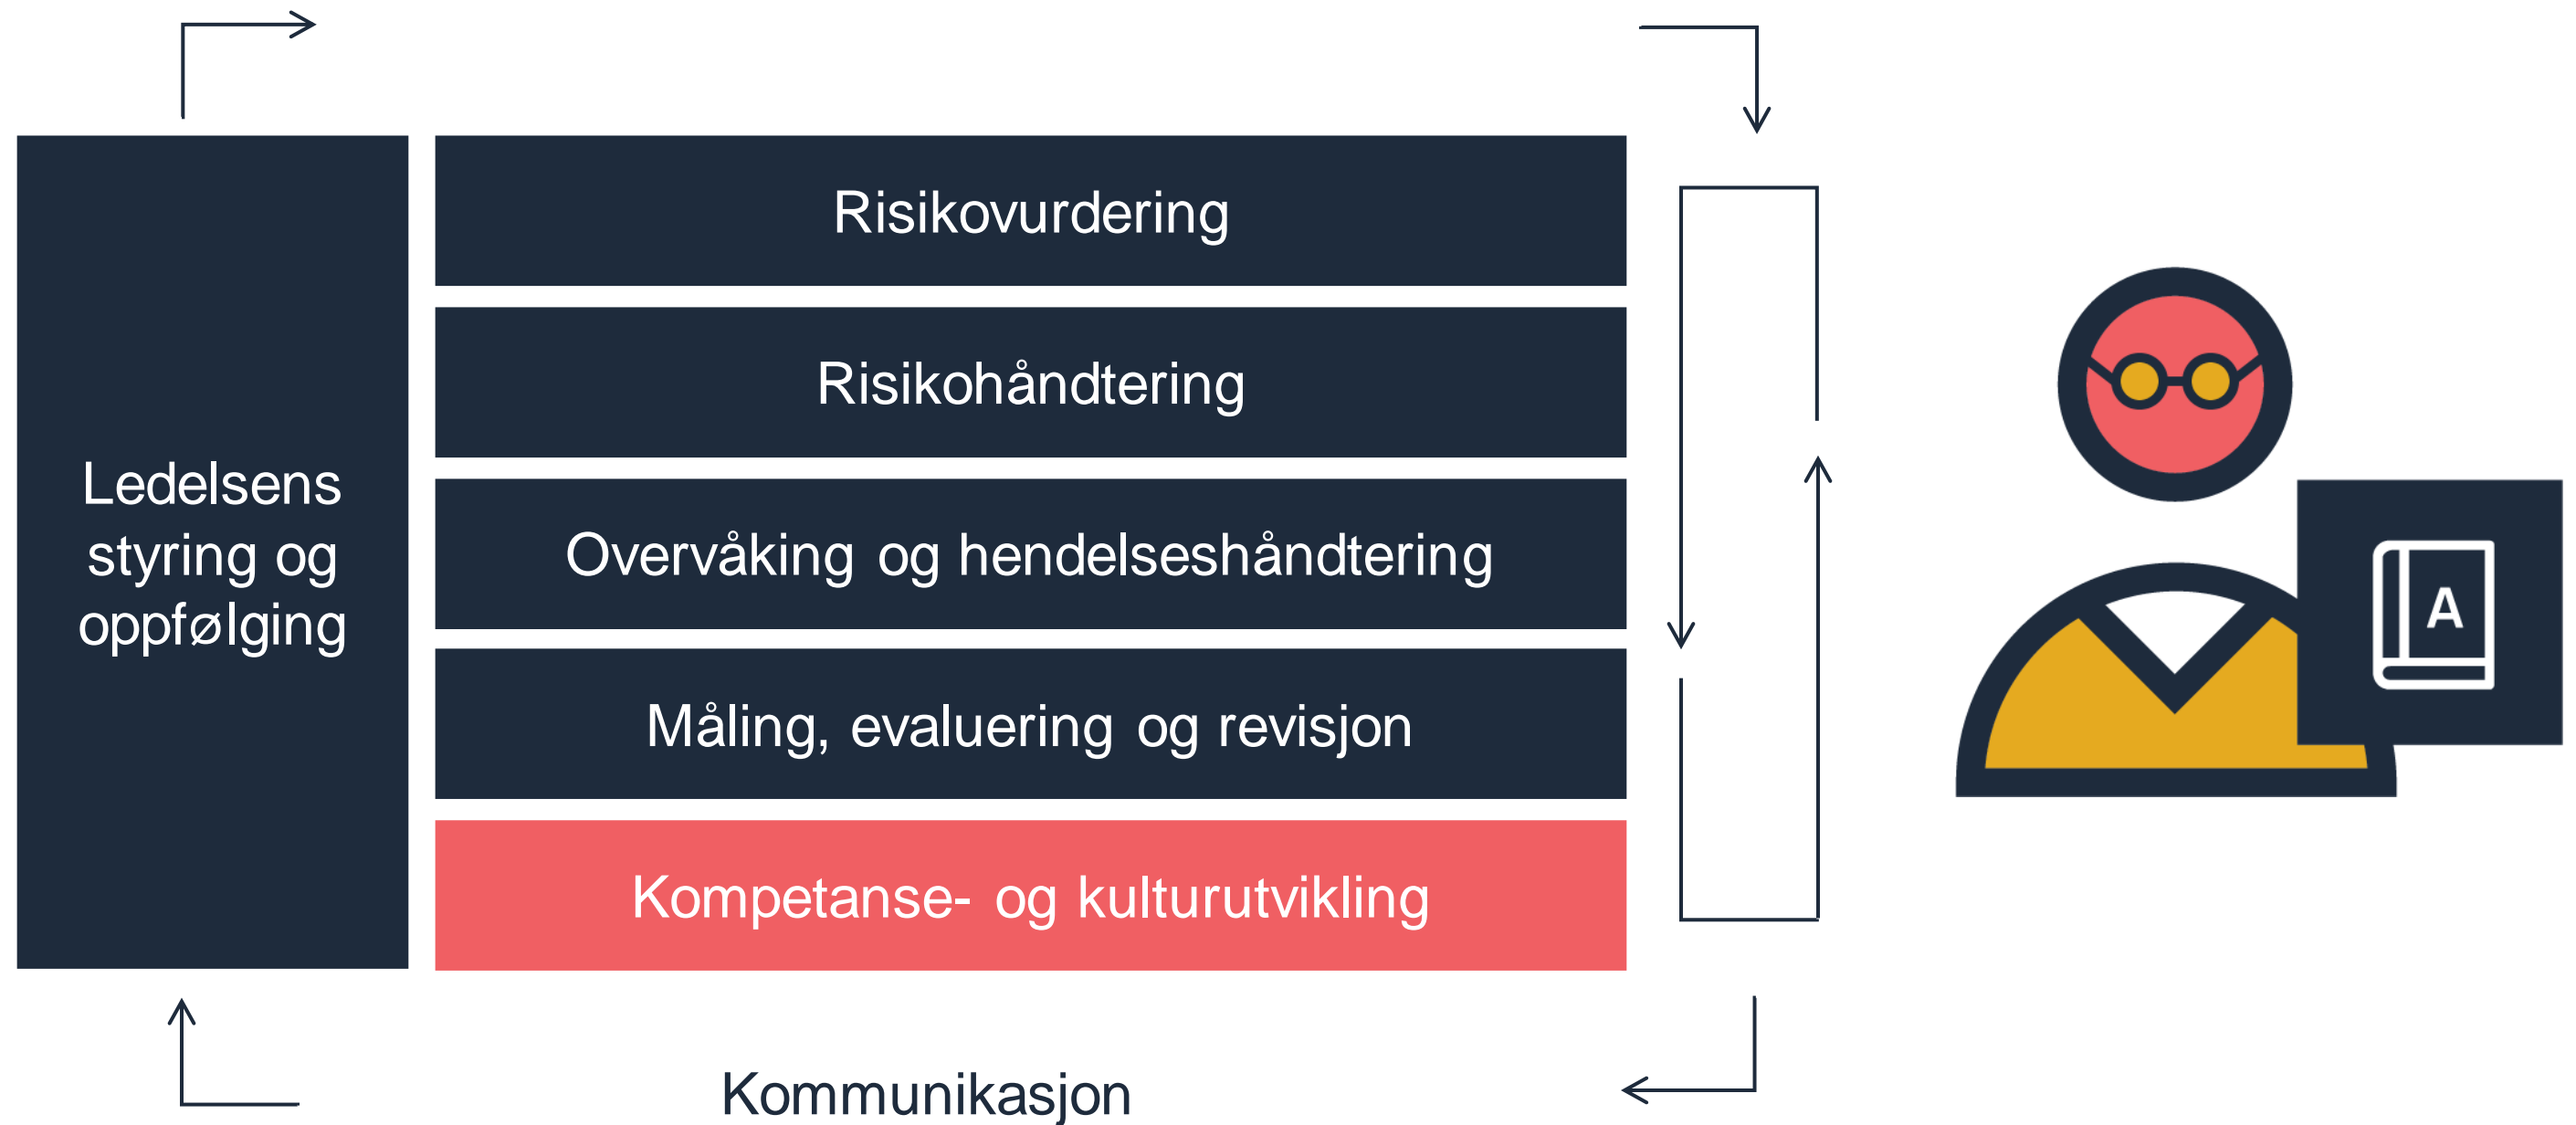 Ledelsens
styring og
oppfølging
Risikovurdering
Risikohåndtering
Overvåking og hendelseshåndtering
Måling, evaluering og revisjon
Kompetanse- og kulturutvikling
A
Kommunikasjon